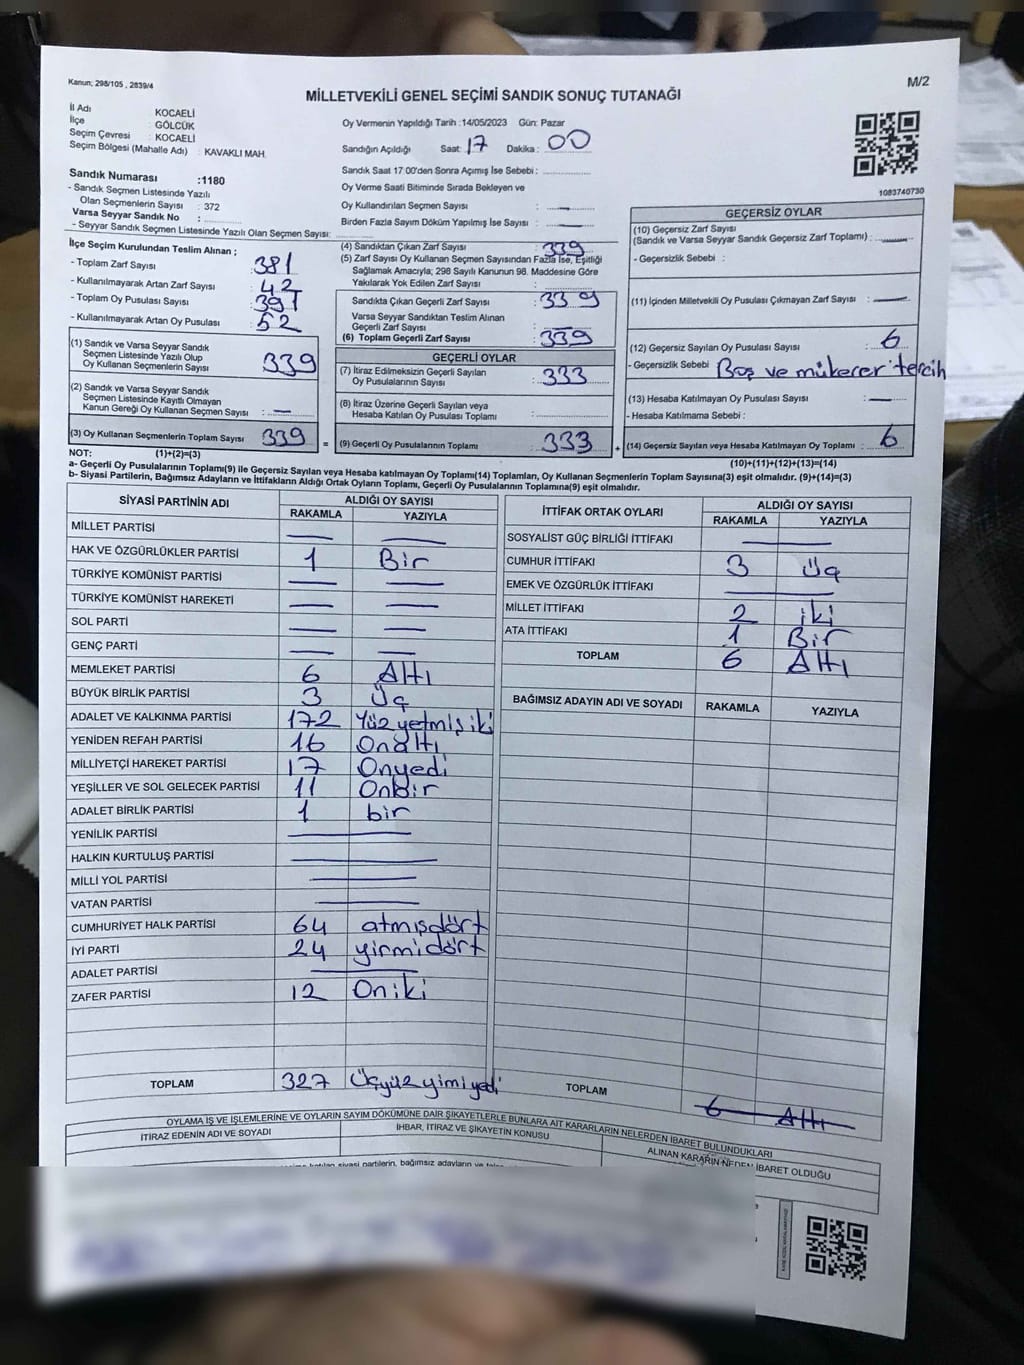 Kanun; 298/105 , 2839/4
M/2
MİLLETVEKİLİ GENEL SEÇİMİ SANDIK SONUÇ TUTANAĞI
İl Adı : KOCAELİ
İlçe : GÖLCÜK
Seçim Çevresi : KOCAELİ
Seçim Bölgesi (Mahalle Adı) : KAVAKLI MAH.
Sandık Numarası :1180
- Sandık Seçmen Listesinde Yazılı
Olan Seçmenlerin Sayısı : 372
Varsa Seyyar Sandık No :
- Seyyar Sandık Seçmen Listesinde Yazılı Olan Seçmen Sayısı:
Oy Vermenin Yapıldığı Tarih :14/05/2023 Gün: Pazar
Sandığın Açıldığı Saat: 17 Dakika : 00
Sandık Saat 17 00'den Sonra Açımış İse Sebebi :
Oy Verme Saati Bitiminde Sırada Bekleyen ve
Oy Kullandırılan Seçmen Sayısı : —
Birden Fazla Sayım Döküm Yapılmış İse Sayısı :
1083740730
İlçe Seçim Kurulundan Teslim Alınan ;
- Toplam Zarf Sayısı : 381
- Kullanılmayarak Artan Zarf Sayısı : 42
- Toplam Oy Pusulası Sayısı : 391
- Kullanılmayarak Artan Oy Pusulası : 52
(1) Sandık ve Varsa Seyyar Sandık
Seçmen Listesinde Yazılı Olup
Oy Kullanan Seçmenlerin Sayısı : 339
(2) Sandık ve Varsa Seyyar Sandık
Seçmen Listesinde Kayıtlı Olmayan
Kanun Gereği Oy Kullanan Seçmen Sayısı : —
(3) Oy Kullanan Seçmenlerin Toplam Sayısı 339 =
(4) Sandıktan Çıkan Zarf Sayısı : 339
(5) Zarf Sayısı Oy Kullanan Seçmen Sayısından Fazla İse, Eşitliği
Sağlamak Amacıyla; 298 Sayılı Kanunun 98. Maddesine Göre
Yakılarak Yok Edilen Zarf Sayısı :
Sandıkta Çıkan Geçerli Zarf Sayısı : 339
Varsa Seyyar Sandıktan Teslim Alınan
Geçerli Zarf Sayısı : —
(6) Toplam Geçerli Zarf Sayısı : 339
GEÇERLİ OYLAR
(7) İtiraz Edilmeksizin Geçerli Sayılan
Oy Pusulalarının Sayısı : 333
(8) İtiraz Üzerine Geçerli Sayılan veya
Hesaba Katılan Oy Pusulası Toplamı :
(9) Geçerli Oy Pusulalarının Toplamı : 333 +
GEÇERSİZ OYLAR
(10) Geçersiz Zarf Sayısı
(Sandık ve Varsa Seyyar Sandık Geçersiz Zarf Toplamı) : —
- Geçersizlik Sebebi :
(11) İçinden Milletvekili Oy Pusulası Çıkmayan Zarf Sayısı : —
(12) Geçersiz Sayılan Oy Pusulası Sayısı : 6
- Geçersizlik Sebebi : Boş ve mükerer tercih
(13) Hesaba Katılmayan Oy Pusulası Sayısı : —
- Hesaba Katılmama Sebebi :
(14) Geçersiz Sayılan veya Hesaba Katılmayan Oy Toplamı : 6
NOT: (1)+(2)=(3) (10)+(11)+(12)+(13)=(14)
a- Geçerli Oy Pusulalarının Toplamı(9) ile Geçersiz Sayılan veya Hesaba katılmayan Oy Toplamı(14) Toplamları, Oy Kullanan Seçmenlerin Toplam Sayısına(3) eşit olmalıdır. (9)+(14)=(3)
b- Siyasi Partilerin, Bağımsız Adayların ve İttifakların Aldığı Ortak Oyların Toplamı, Geçerli Oy Pusulalarının Toplamına(9) eşit olmalıdır.
SİYASİ PARTİNİN ADI ALDIĞI OY SAYISI
RAKAMLA YAZIYLA
MİLLET PARTİSİ — —
HAK VE ÖZGÜRLÜKLER PARTİSİ 1 Bir
TÜRKİYE KOMÜNİST PARTİSİ — —
TÜRKİYE KOMÜNİST HAREKETİ — —
SOL PARTİ — —
GENÇ PARTİ — —
MEMLEKET PARTİSİ 6 Altı
BÜYÜK BİRLİK PARTİSİ 3 Üç
ADALET VE KALKINMA PARTİSİ 172 Yüz yetmiş iki
YENİDEN REFAH PARTİSİ 16 Onaltı
MİLLİYETÇİ HAREKET PARTİSİ 17 Onyedi
YEŞİLLER VE SOL GELECEK PARTİSİ 11 Onbir
ADALET BİRLİK PARTİSİ 1 bir
YENİLİK PARTİSİ —
HALKIN KURTULUŞ PARTİSİ —
MİLLİ YOL PARTİSİ —
VATAN PARTİSİ —
CUMHURİYET HALK PARTİSİ 64 atmışdört
İYİ PARTİ 24 yirmidört
ADALET PARTİSİ —
ZAFER PARTİSİ 12 Oniki
TOPLAM 327 Üçyüz yimi yedi
İTTİFAK ORTAK OYLARI ALDIĞI OY SAYISI
RAKAMLA YAZIYLA
SOSYALİST GÜÇ BİRLİĞİ İTTİFAKI —
CUMHUR İTTİFAKI 3 Üç
EMEK VE ÖZGÜRLÜK İTTİFAKI —
MİLLET İTTİFAKI 2 iki
ATA İTTİFAKI 1 Bir
TOPLAM 6 Altı
BAĞIMSIZ ADAYIN ADI VE SOYADI RAKAMLA YAZIYLA
TOPLAM 6 Altı
OYLAMA İŞ VE İŞLEMLERİNE VE OYLARIN SAYIM DÖKÜMÜNE DAİR ŞİKAYETLERLE BUNLARA AİT KARARLARIN NELERDEN İBARET BULUNDUKLARI
İTİRAZ EDENİN ADI VE SOYADI İHBAR, İTİRAZ VE ŞİKAYETİN KONUSU ALINAN KARARIN NEDEN İBARET OLDUĞU
siyasi partilerin, bağımsız adayların ve